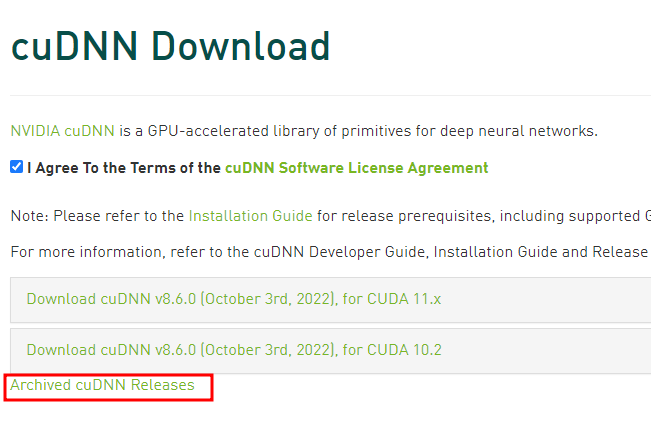 cuDNN Download
NVIDIA cuDNN is a GPU-accelerated library of primitives for deep neural networks.
I Agree To the Terms of the cuDNN Software License Agreement
Note: Please refer to the Installation Guide for release prerequisites, including supported G
For more information, refer to the cuDNN Developer Guide, Installation Guide and Release
Download cuDNN v8.6.0 (October 3rd, 2022), for CUDA 11.x
Download cuDNN v8.6.0 (October 3rd, 2022), for CUDA 10.2
Archived cuDNN Releases